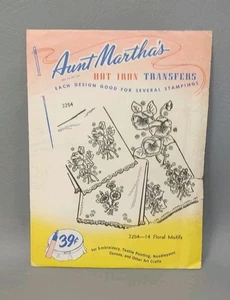 Aunt Martha's
HOT IRON TRANSFERS
EACH DESIGN GOOD FOR SEVERAL STAMPINGS
3254
3254—14 Floral Motifs
39¢
For Embroidery, Textile Painting, Needlepoint
Sequins, and Other Art Crafts